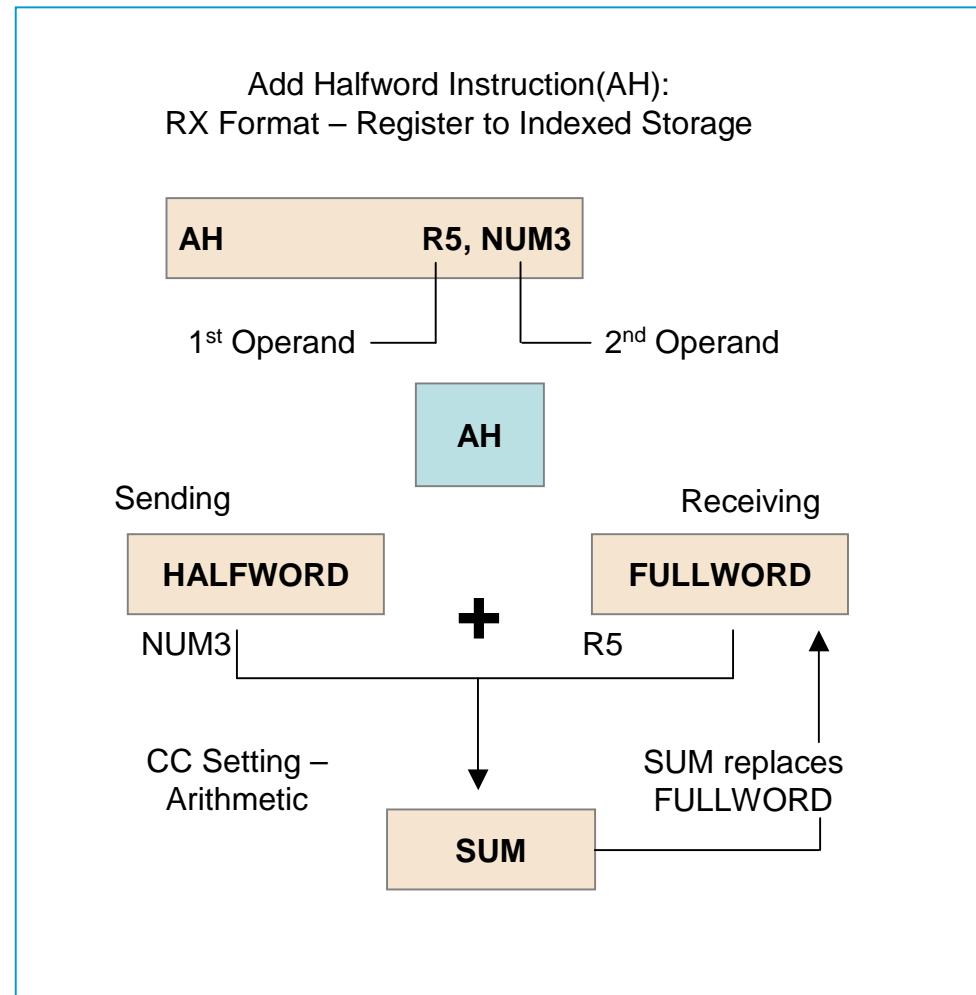 Add Halfword Instruction(AH):
RX Format – Register to Indexed Storage
AH R5, NUM3
1st Operand 2nd Operand
AH
Sending Receiving
HALFWORD + FULLWORD
NUM3 R5
CC Setting –
Arithmetic
SUM replaces
FULLWORD
SUM